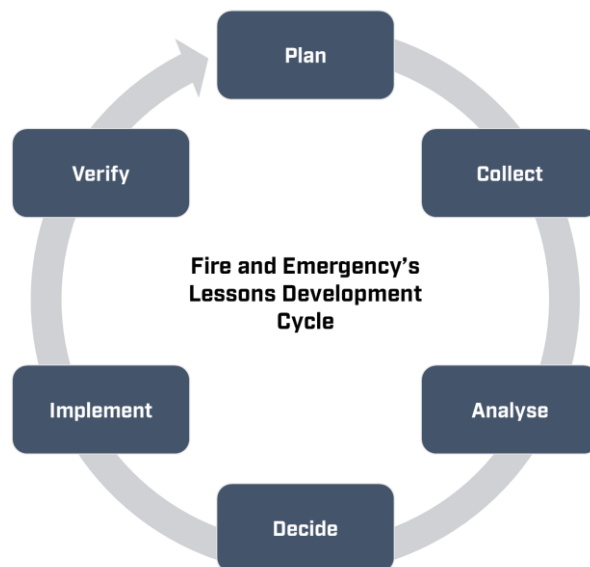 Plan
Verify
Collect
Fire and Emergency's
Lessons Development
Cycle
Implement
Analyse
Decide